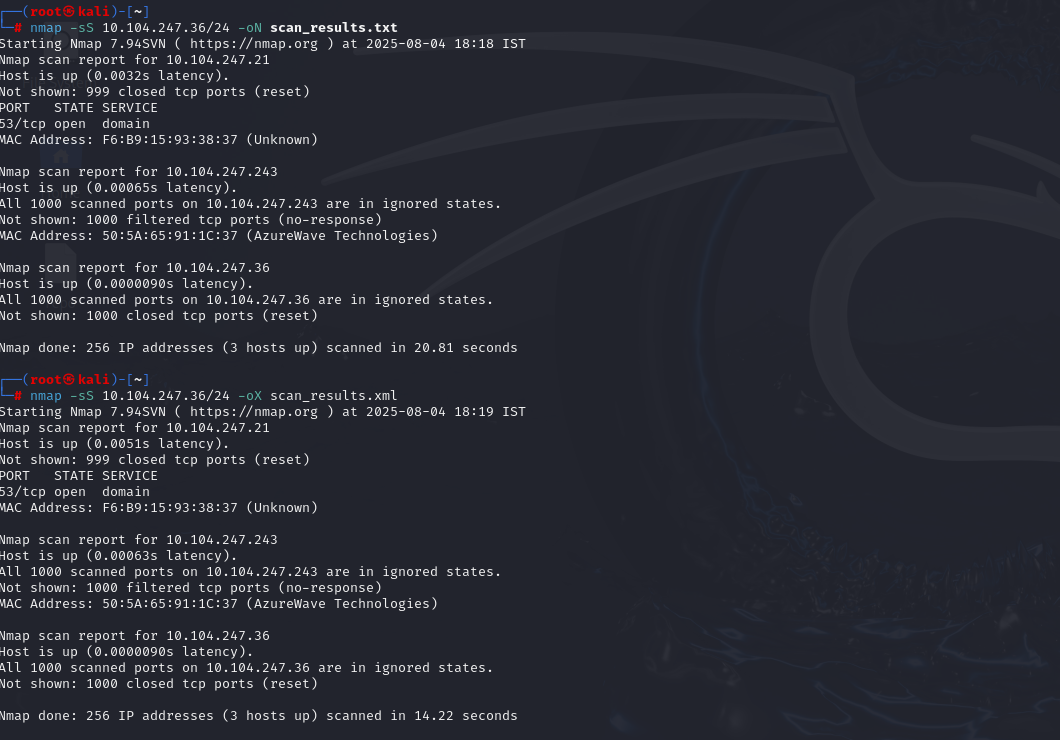 ┌──(root㉿kali)-[~]
└─# nmap -sS 10.104.247.36/24 -oN scan_results.txt
Starting Nmap 7.94SVN ( https://nmap.org ) at 2025-08-04 18:18 IST
Nmap scan report for 10.104.247.21
Host is up (0.0032s latency).
Not shown: 999 closed tcp ports (reset)
PORT   STATE SERVICE
53/tcp open  domain
MAC Address: F6:B9:15:93:38:37 (Unknown)

Nmap scan report for 10.104.247.243
Host is up (0.00065s latency).
All 1000 scanned ports on 10.104.247.243 are in ignored states.
Not shown: 1000 filtered tcp ports (no-response)
MAC Address: 50:5A:65:91:1C:37 (AzureWave Technologies)

Nmap scan report for 10.104.247.36
Host is up (0.0000090s latency).
All 1000 scanned ports on 10.104.247.36 are in ignored states.
Not shown: 1000 closed tcp ports (reset)

Nmap done: 256 IP addresses (3 hosts up) scanned in 20.81 seconds

┌──(root㉿kali)-[~]
└─# nmap -sS 10.104.247.36/24 -oX scan_results.xml
Starting Nmap 7.94SVN ( https://nmap.org ) at 2025-08-04 18:19 IST
Nmap scan report for 10.104.247.21
Host is up (0.0051s latency).
Not shown: 999 closed tcp ports (reset)
PORT   STATE SERVICE
53/tcp open  domain
MAC Address: F6:B9:15:93:38:37 (Unknown)

Nmap scan report for 10.104.247.243
Host is up (0.00063s latency).
All 1000 scanned ports on 10.104.247.243 are in ignored states.
Not shown: 1000 filtered tcp ports (no-response)
MAC Address: 50:5A:65:91:1C:37 (AzureWave Technologies)

Nmap scan report for 10.104.247.36
Host is up (0.0000090s latency).
All 1000 scanned ports on 10.104.247.36 are in ignored states.
Not shown: 1000 closed tcp ports (reset)

Nmap done: 256 IP addresses (3 hosts up) scanned in 14.22 seconds